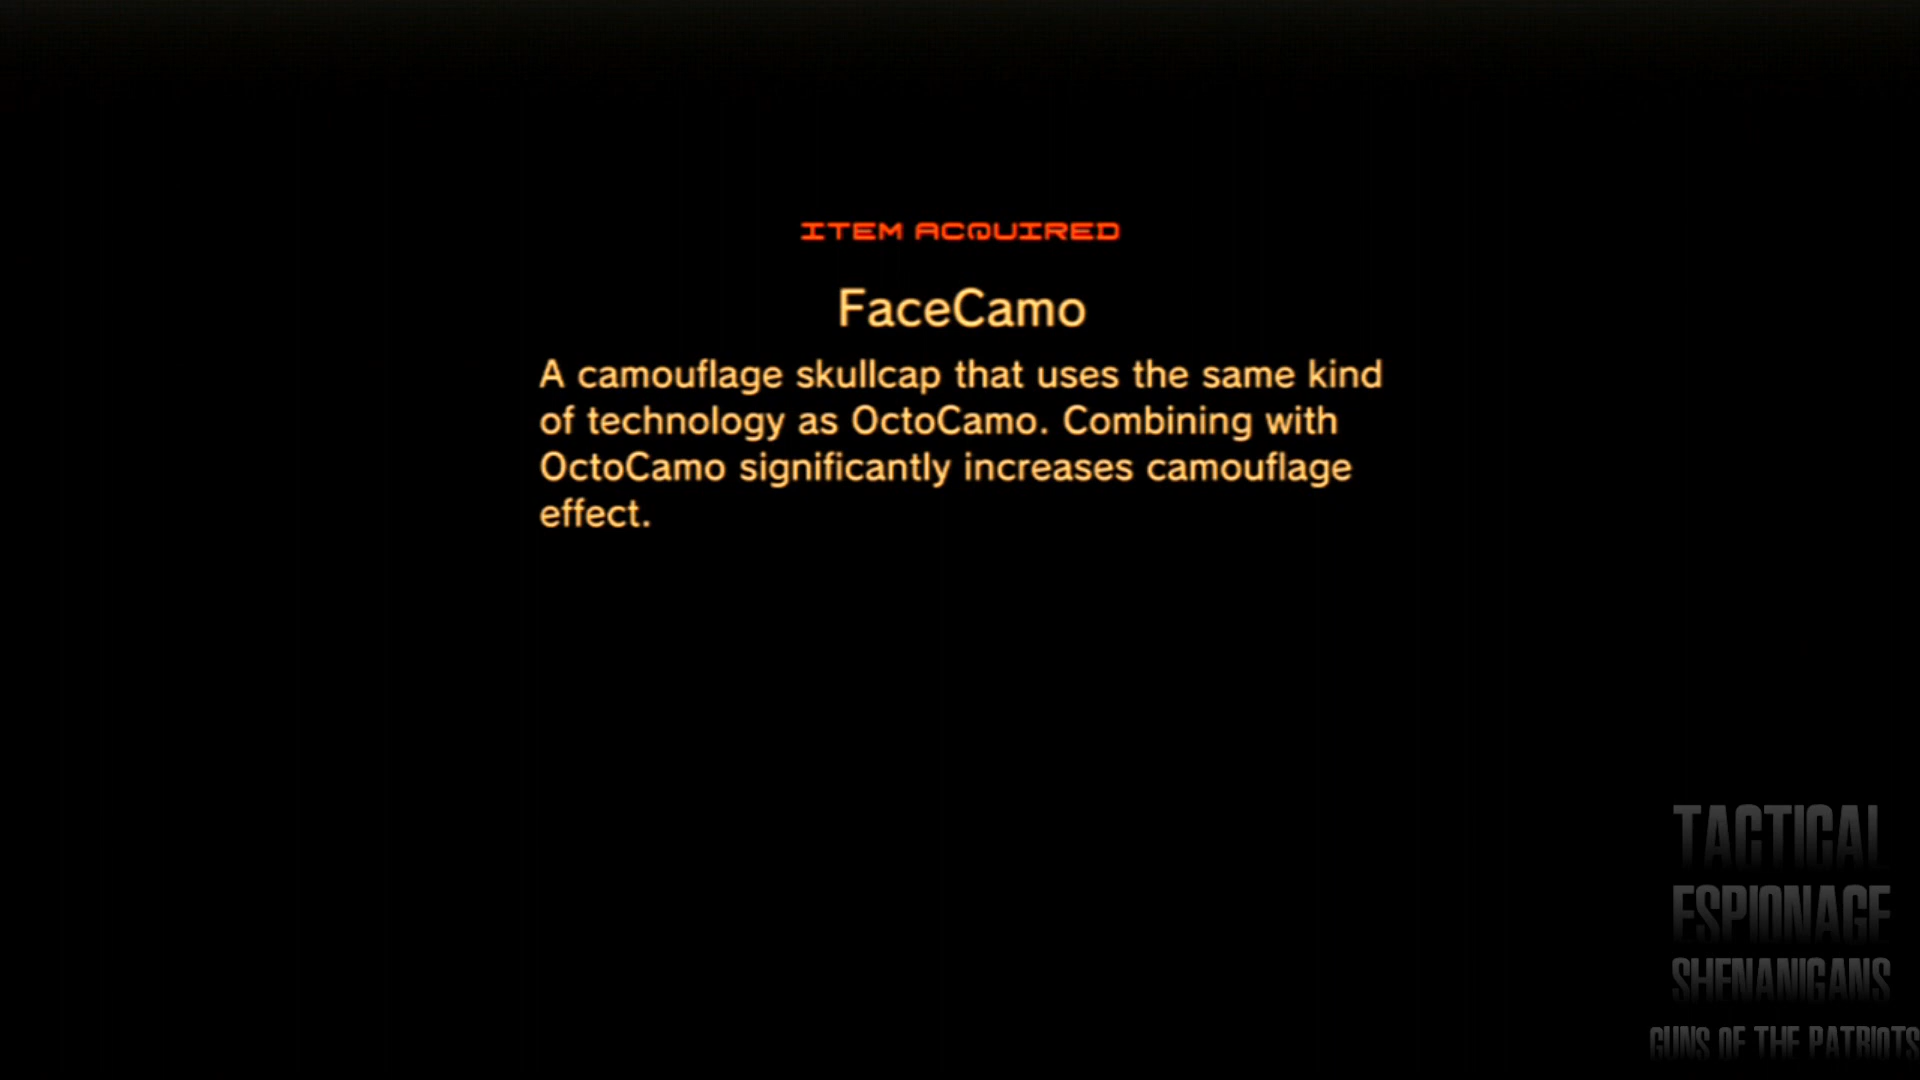 ITEM ACQUIRED
FaceCamo
A camouflage skullcap that uses the same kind
of technology as OctoCamo. Combining with
OctoCamo significantly increases camouflage
effect.
TACTICAL
ESPIONAGE
SHENANIGANS
GUNS OF THE PATRIOTS